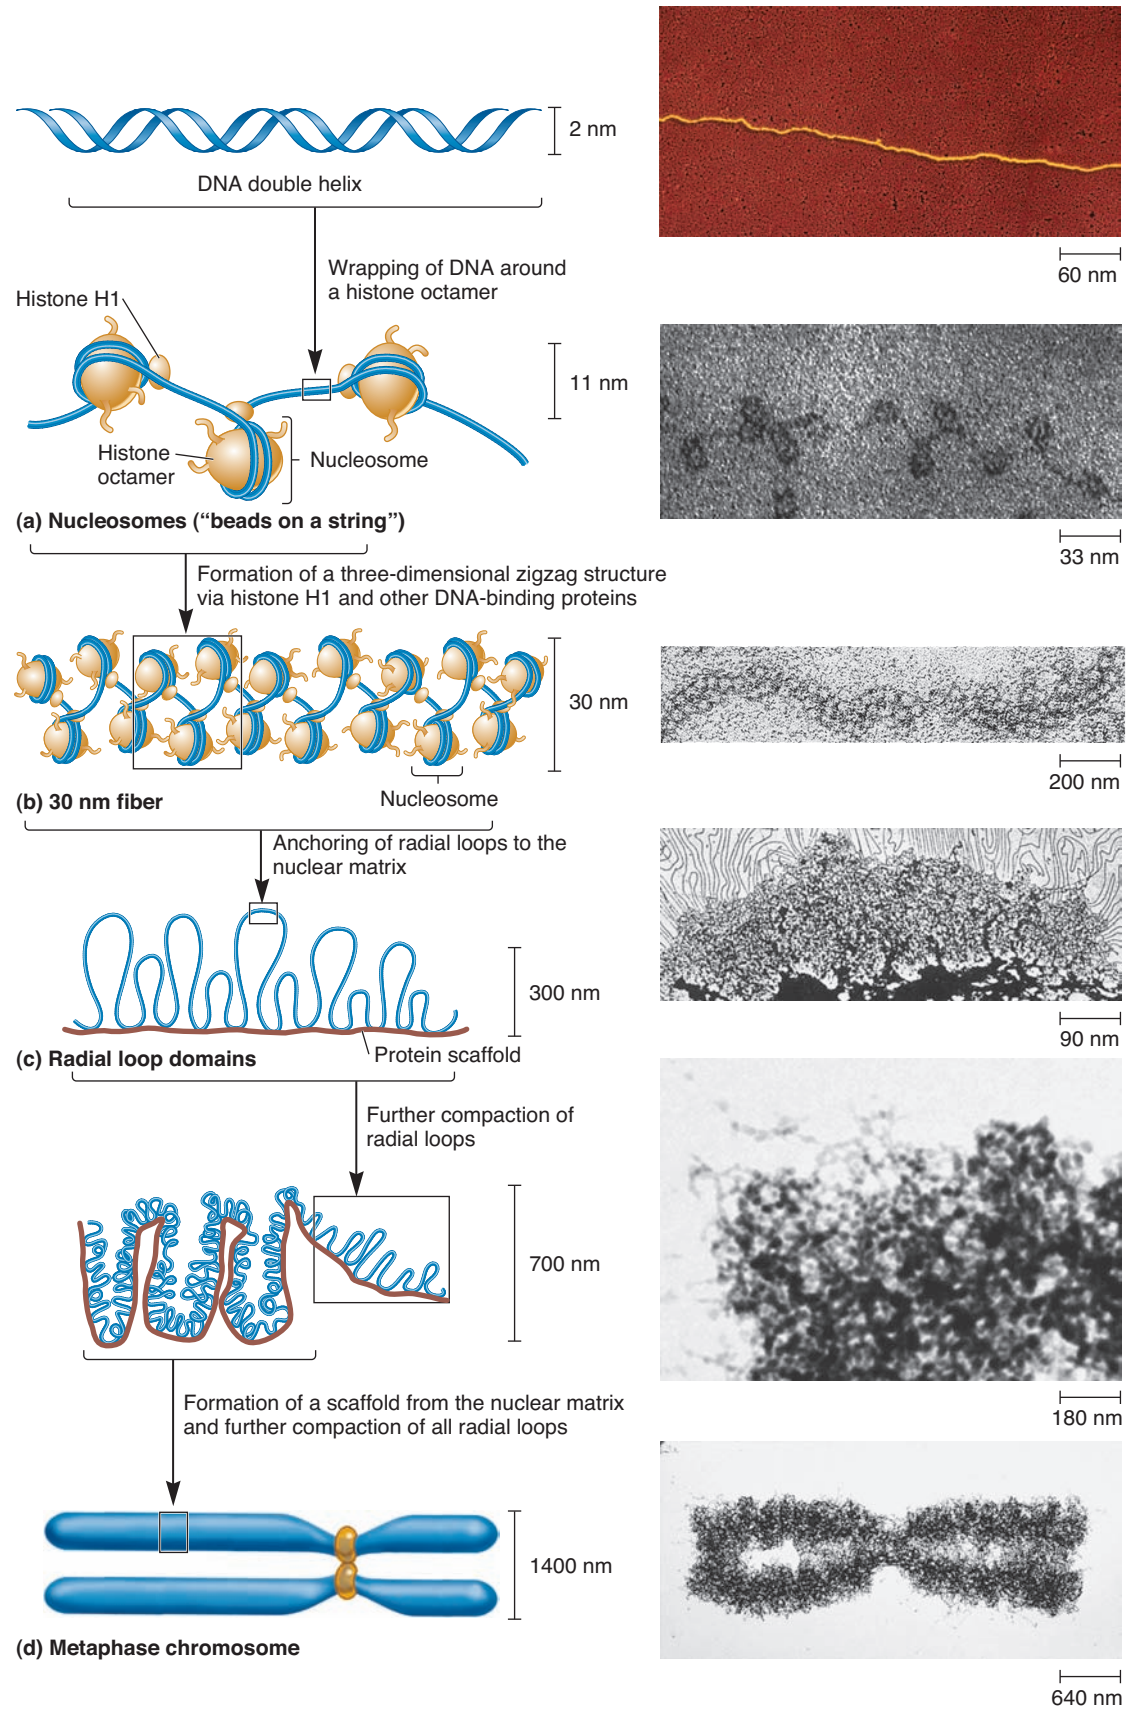 2 nm
DNA double helix
60 nm
Wrapping of DNA around
a histone octamer
Histone H1
11 nm
Histone
octamer
Nucleosome
(a) Nucleosomes (“beads on a string”)
33 nm
Formation of a three-dimensional zigzag structure
via histone H1 and other DNA-binding proteins
30 nm
200 nm
Nucleosome
(b) 30 nm fiber
Anchoring of radial loops to the
nuclear matrix
300 nm
90 nm
Protein scaffold
(c) Radial loop domains
Further compaction of
radial loops
700 nm
180 nm
Formation of a scaffold from the nuclear matrix
and further compaction of all radial loops
1400 nm
(d) Metaphase chromosome
640 nm